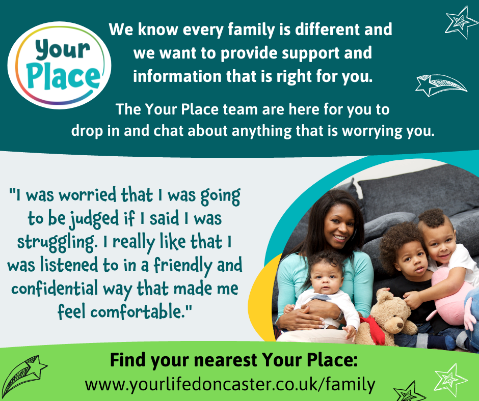 Your
Place
We know every family is different and
we want to provide support and
information that is right for you.
The Your Place team are here for you to
drop in and chat about anything that is worrying you.
"I was worried that I was going
to be judged if I said I was
struggling. I really like that I
was listened to in a friendly and
confidential way that made me
feel comfortable."
Find your nearest Your Place:
www.yourlifedoncaster.co.uk/family